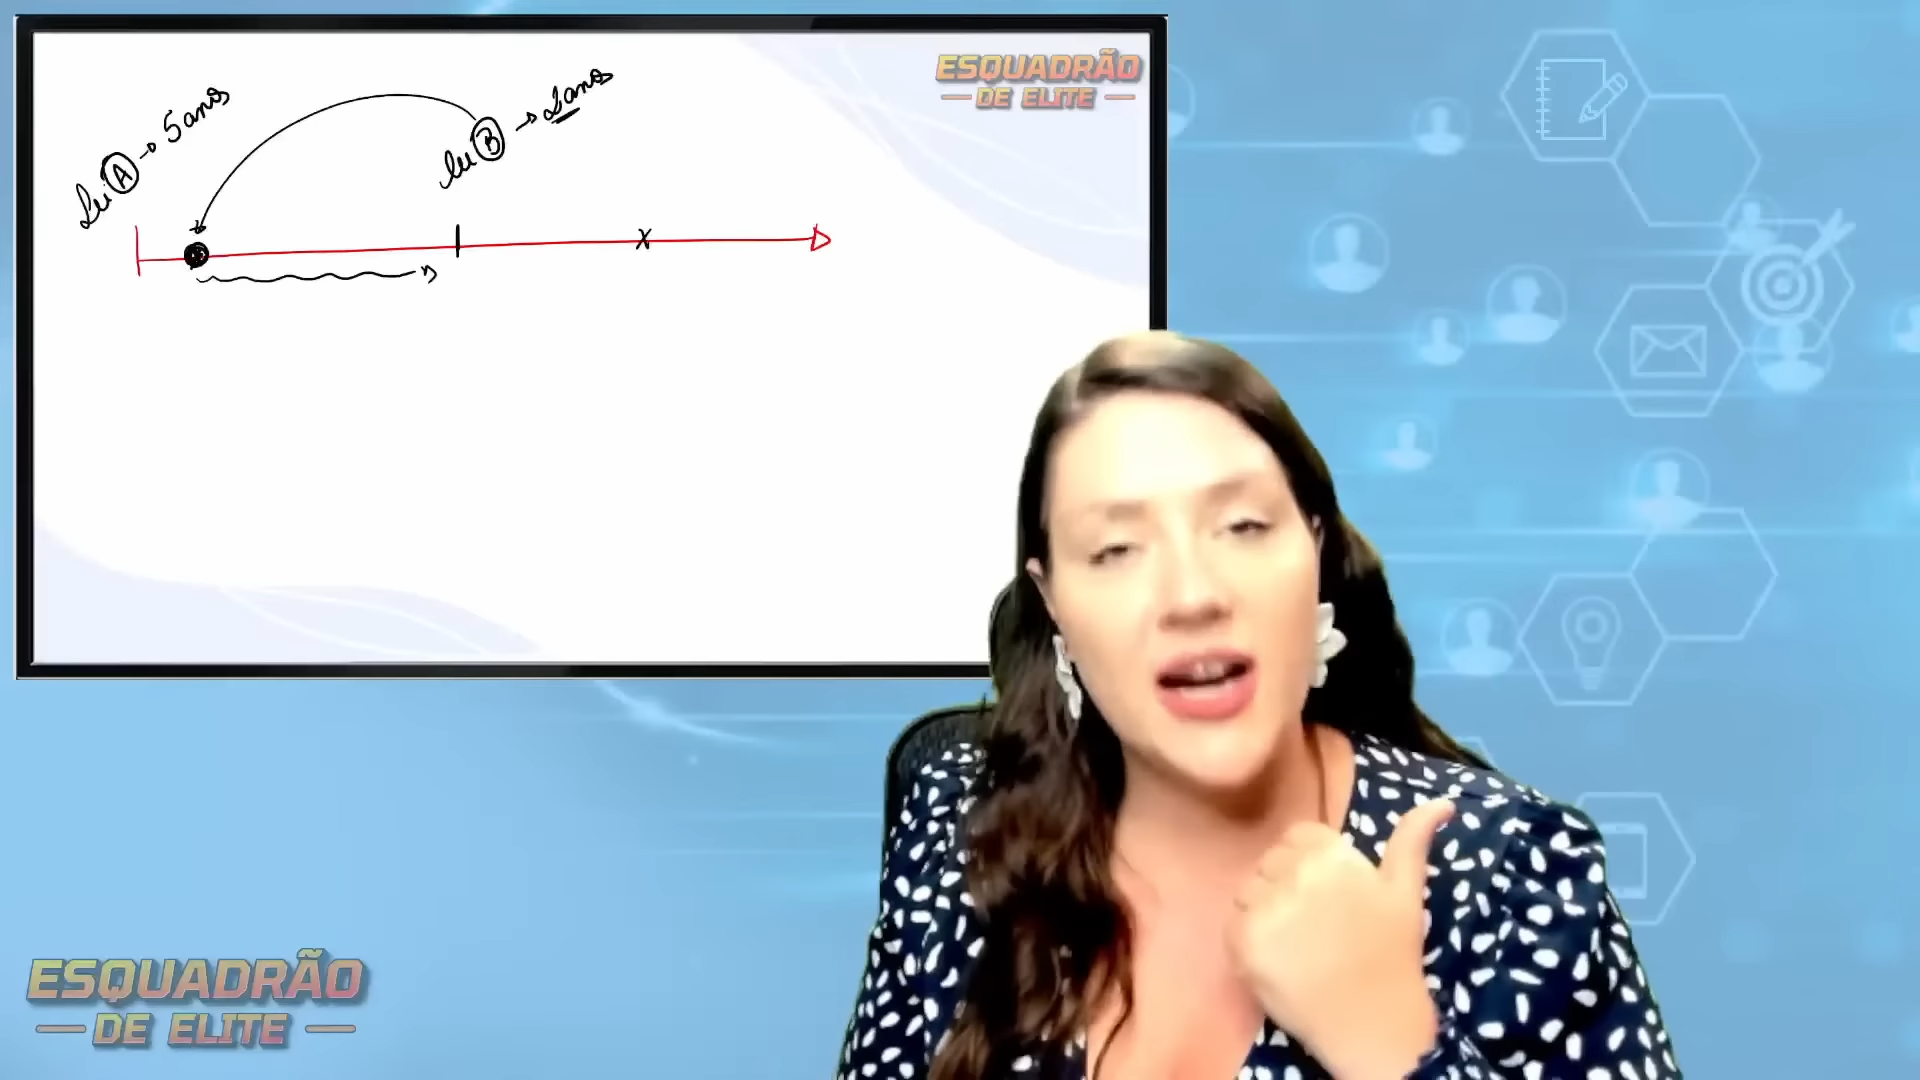 Lei A → 5 anos
lei B → 2 anos
x
ESQUADRÃO
DE ELITE
ESQUADRÃO
DE ELITE